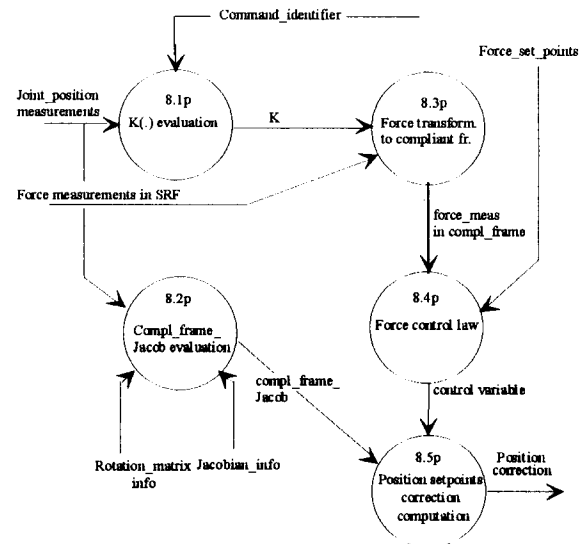 Command_identifier
Force_set_points
Joint_position
measurements
8.1p
K(.) evaluation
K
8.3p
Force transform.
to compliant fr.
Force measurements in SRF
force_meas
in compl_frame
8.2p
Compl_frame_
Jacob evaluation
8.4p
Force control law
compl_frame_
Jacob
control variable
Rotation_matrix
info
Jacobian_info
8.5p
Position setpoints
correction
computation
Position
correction